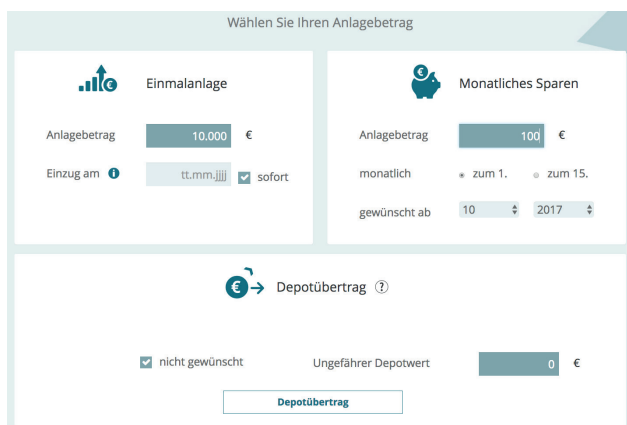 Wählen Sie Ihren Anlagebetrag
Einmalanlage
Anlagebetrag 10.000 €
Einzug am i tt.mm.jjjj sofort
Monatliches Sparen
Anlagebetrag 100 €
monatlich zum 1. zum 15.
gewünscht ab 10 2017
Depotübertrag ?
nicht gewünscht Ungefährer Depotwert 0 €
Depotübertrag